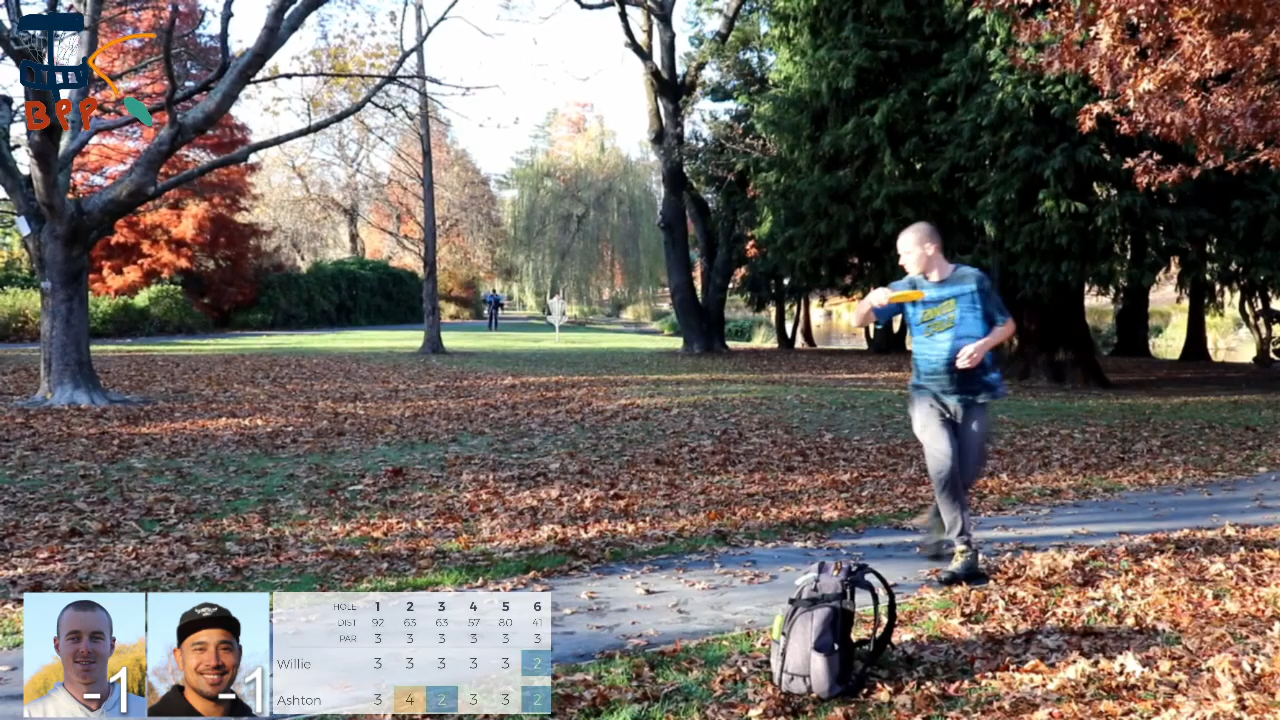 BPP
HOLE 1 2 3 4 5 6
DIST 92 63 63 57 80 41
PAR 3 3 3 3 3 3
Willie 3 3 3 3 3 2
Ashton 3 4 2 3 3 2
-1 -1